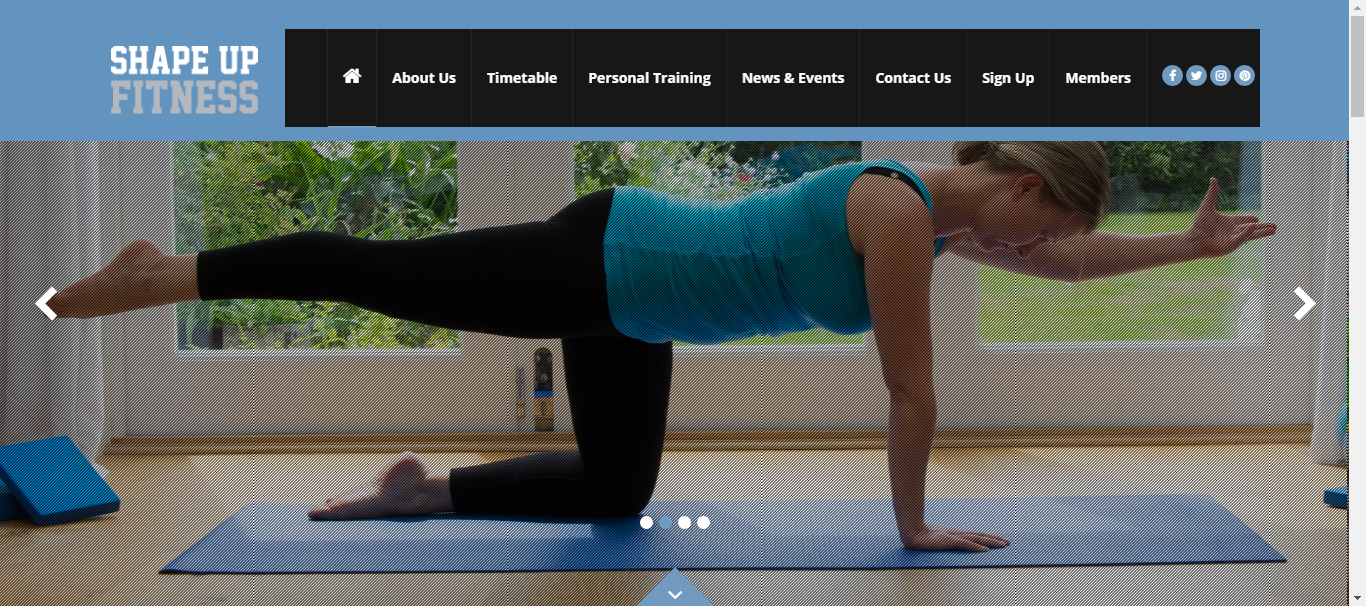 SHAPE UP
FITNESS
About Us
Timetable
Personal Training
News & Events
Contact Us
Sign Up
Members